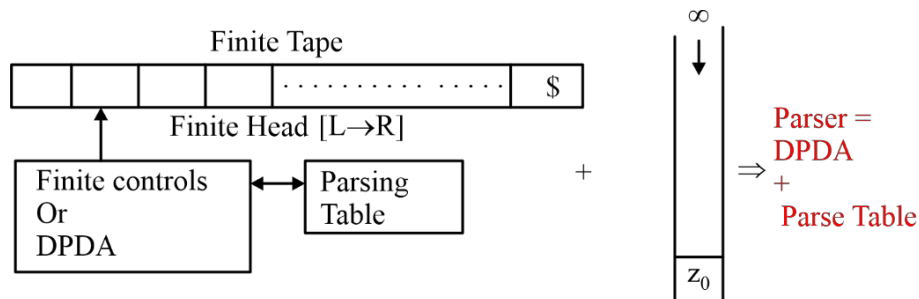 Finite Tape
. . . . . . . . . . . . . . . $
Finite Head [L→R]
Finite controls
Or
DPDA
Parsing
Table
+
∞
z₀
⇒
Parser =
DPDA
+
Parse Table